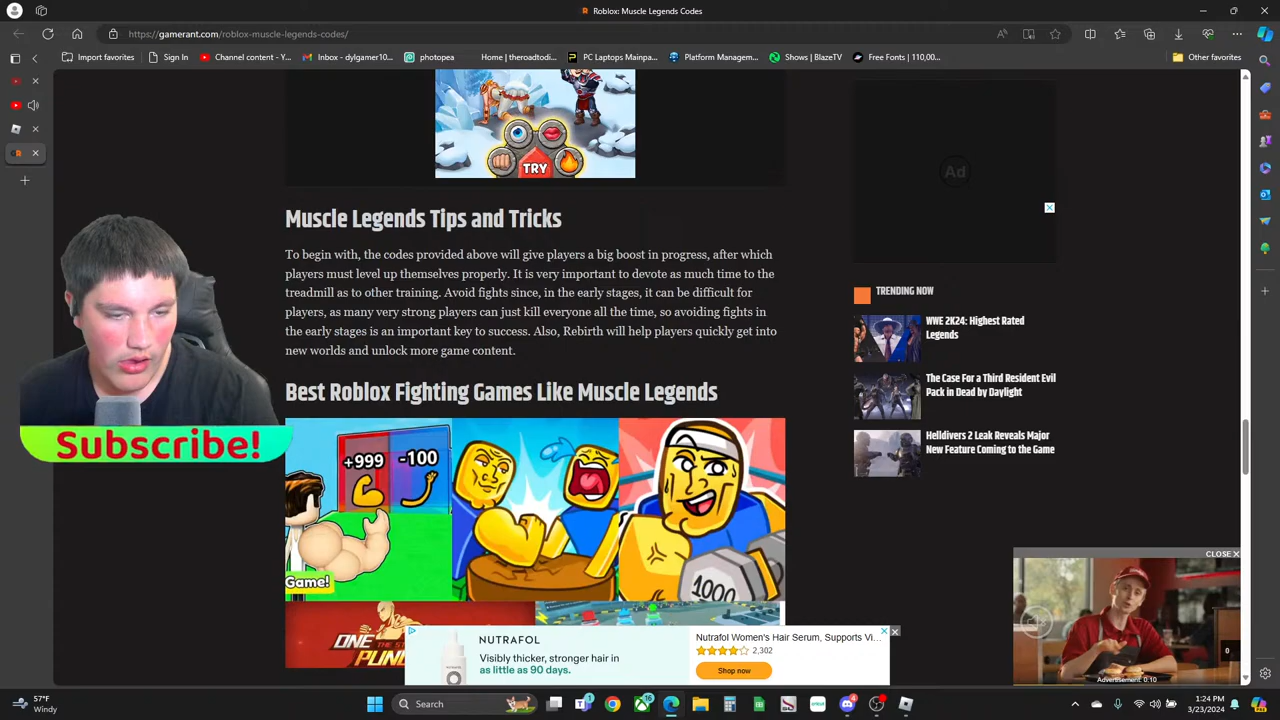 Roblox: Muscle Legends Codes
https://gamerant.com/roblox-muscle-legends-codes/
Import favorites
Sign In
Channel content - Y...
Inbox - dylgamer10...
photopea
Home | theroadtodi...
PC Laptops Mainpa...
Platform Managem...
Shows | BlazeTV
Free Fonts | 110,00...
Other favorites
TRY
Ad
Muscle Legends Tips and Tricks
To begin with, the codes provided above will give players a big boost in progress, after which
players must level up themselves properly. It is very important to devote as much time to the
treadmill as to other training. Avoid fights since, in the early stages, it can be difficult for
players, as many very strong players can just kill everyone all the time, so avoiding fights in
the early stages is an important key to success. Also, Rebirth will help players quickly get into
new worlds and unlock more game content.
TRENDING NOW
WWE 2K24: Highest Rated
Legends
The Case For a Third Resident Evil
Pack in Dead by Daylight
Helldivers 2 Leak Reveals Major
New Feature Coming to the Game
Best Roblox Fighting Games Like Muscle Legends
Subscribe!
+999
-100
Game!
1000
ONE
PUN
CLOSE X
NUTRAFOL
Visibly thicker, stronger hair in
as little as 90 days.
Nutrafol Women's Hair Serum, Supports Vi...
2,302
Shop now
0
Advertisement: 0:10
57°F
Windy
Search
1
16
4
1:24 PM
3/23/2024